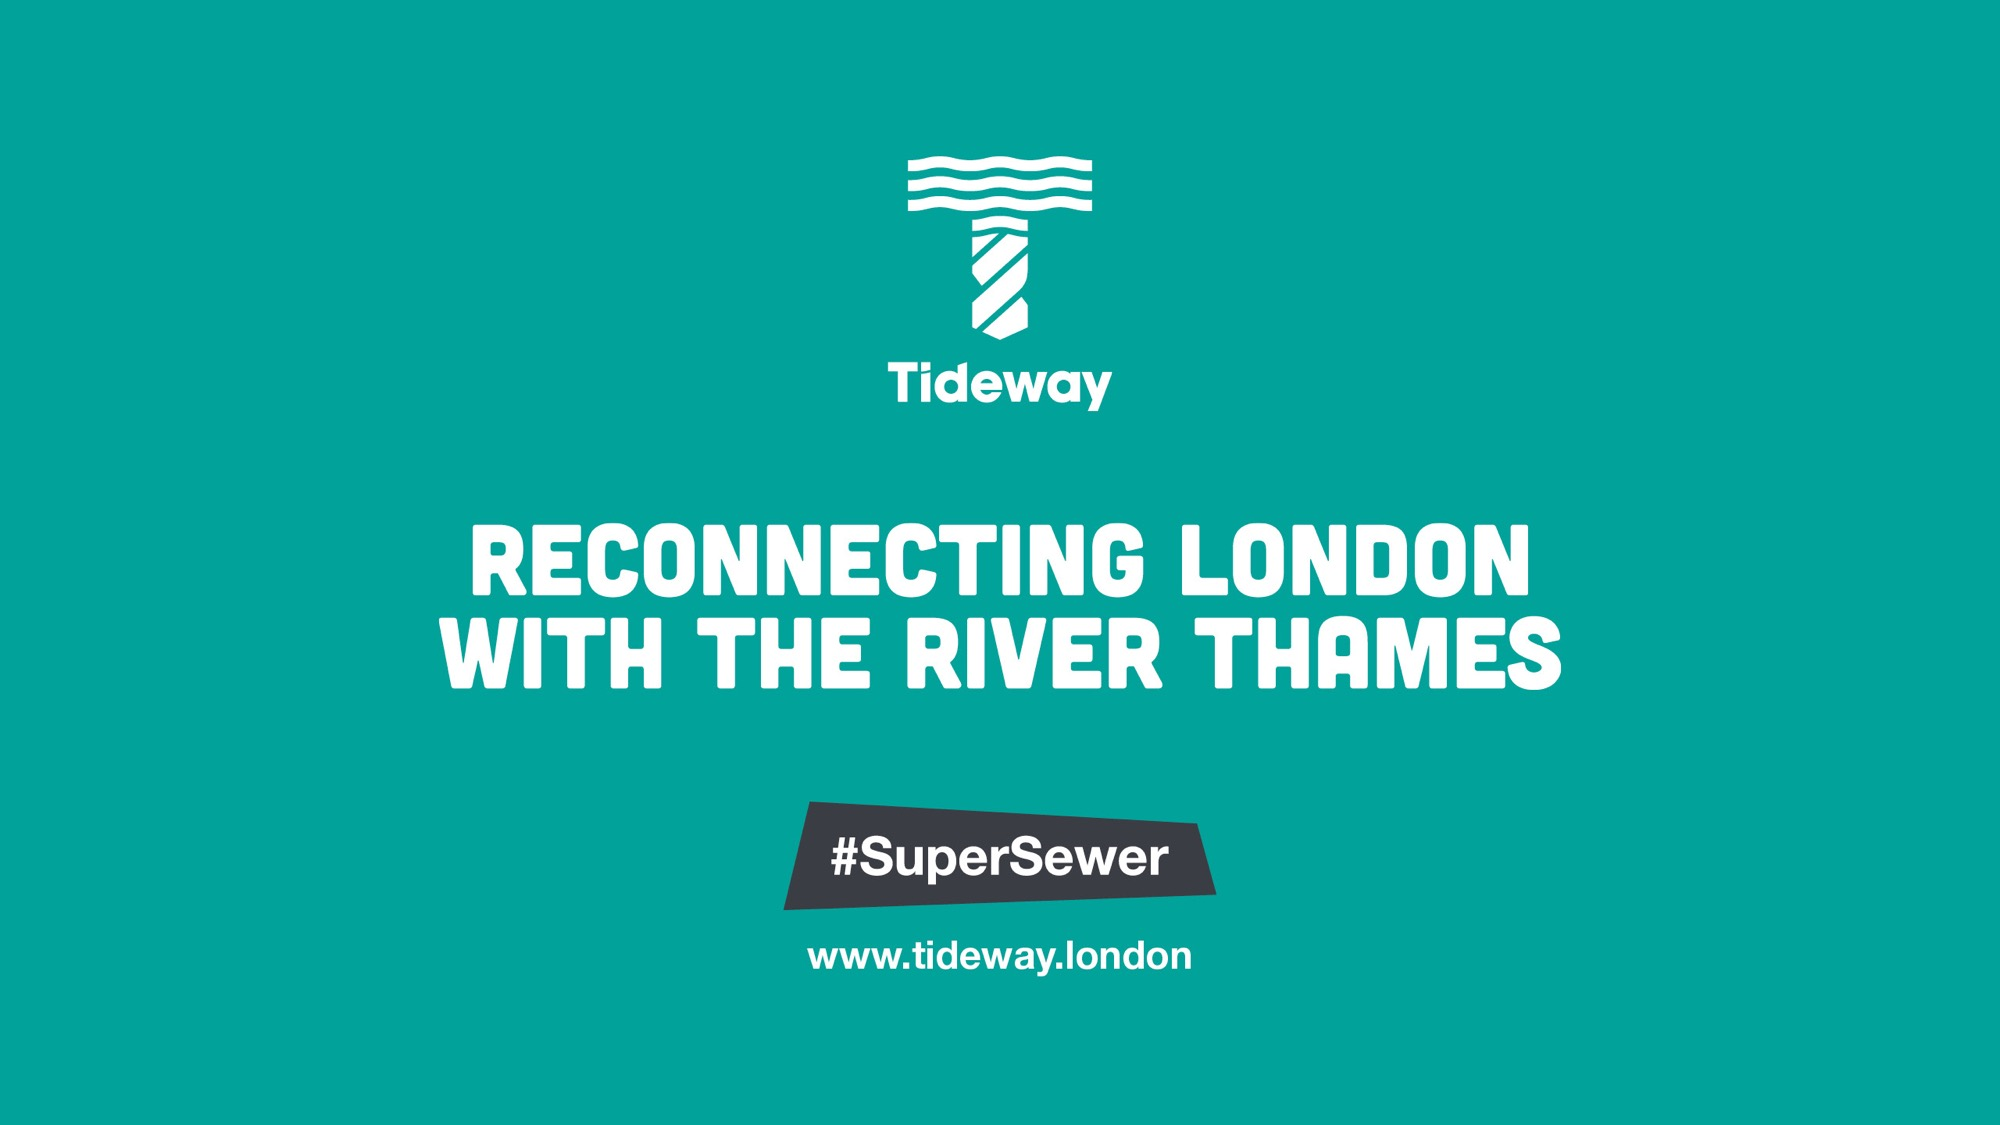 Tideway
RECONNECTING LONDON
WITH THE RIVER THAMES
#SuperSewer
www.tideway.london